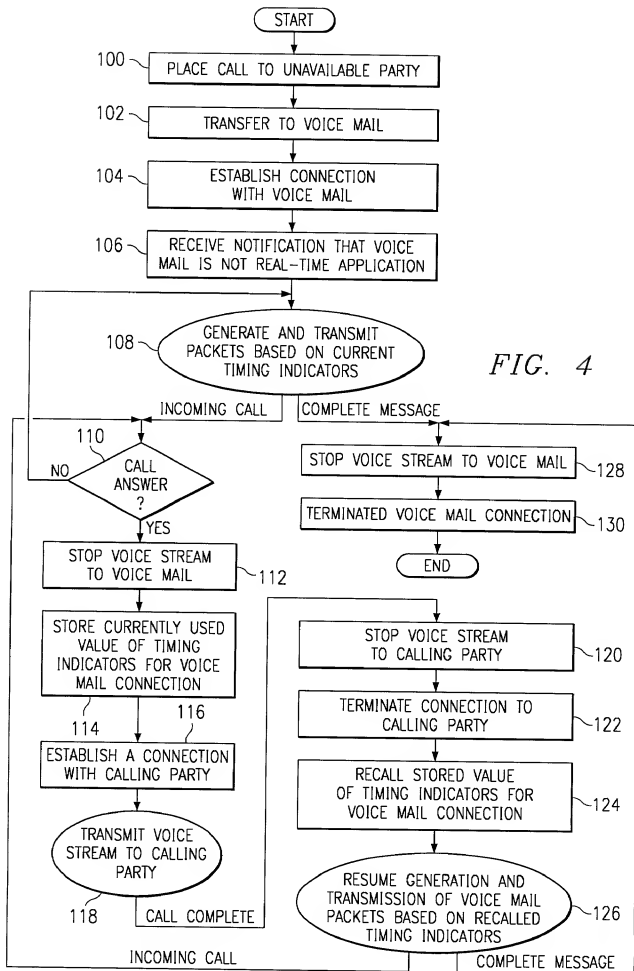 START
100
PLACE CALL TO UNAVAILABLE PARTY
102
TRANSFER TO VOICE MAIL
104
ESTABLISH CONNECTION
WITH VOICE MAIL
106
RECEIVE NOTIFICATION THAT VOICE
MAIL IS NOT REAL-TIME APPLICATION
108
GENERATE AND TRANSMIT
PACKETS BASED ON CURRENT
TIMING INDICATORS
FIG. 4
INCOMING CALL
COMPLETE MESSAGE
110
CALL
ANSWER
?
NO
YES
STOP VOICE STREAM
TO VOICE MAIL
112
STORE CURRENTLY USED
VALUE OF TIMING
INDICATORS FOR VOICE
MAIL CONNECTION
114
116
ESTABLISH A CONNECTION
WITH CALLING PARTY
TRANSMIT VOICE
STREAM TO CALLING
PARTY
118
CALL COMPLETE
STOP VOICE STREAM TO VOICE MAIL
128
TERMINATED VOICE MAIL CONNECTION
130
END
STOP VOICE STREAM
TO CALLING PARTY
120
TERMINATE CONNECTION TO
CALLING PARTY
122
RECALL STORED VALUE
OF TIMING INDICATORS FOR
VOICE MAIL CONNECTION
124
RESUME GENERATION AND
TRANSMISSION OF VOICE MAIL
PACKETS BASED ON RECALLED
TIMING INDICATORS
126
INCOMING CALL
COMPLETE MESSAGE